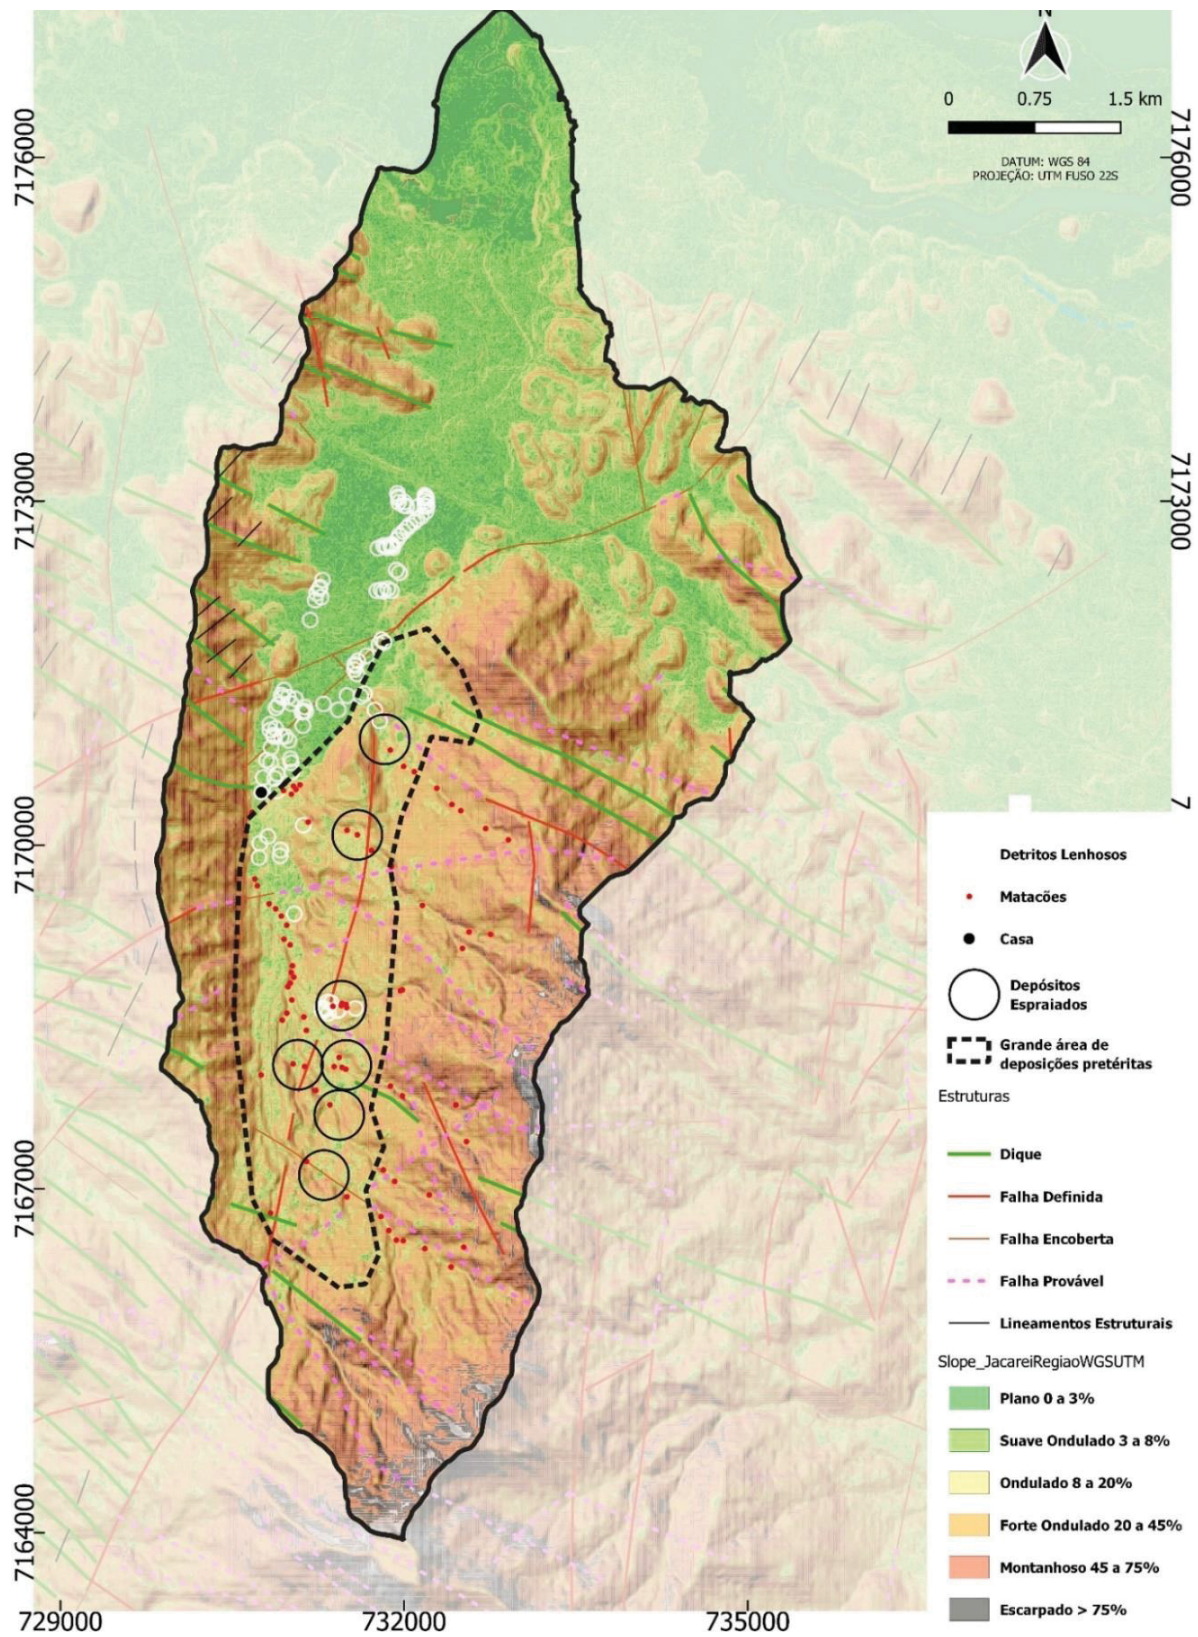 N
0 0.75 1.5 km
DATUM: WGS 84
PROJEÇÃO: UTM FUSO 22S
7176000
7176000
7173000
7173000
7170000
7
7167000
7164000
729000
732000
735000
Detritos Lenhosos
Matacões
Casa
Depósitos
Espraiados
Grande área de
deposições pretéritas
Estruturas
Dique
Falha Definida
Falha Encoberta
Falha Provável
Lineamentos Estruturais
Slope_JacareiRegiaoWGSUTM
Plano 0 a 3%
Suave Ondulado 3 a 8%
Ondulado 8 a 20%
Forte Ondulado 20 a 45%
Montanhoso 45 a 75%
Escarpado > 75%